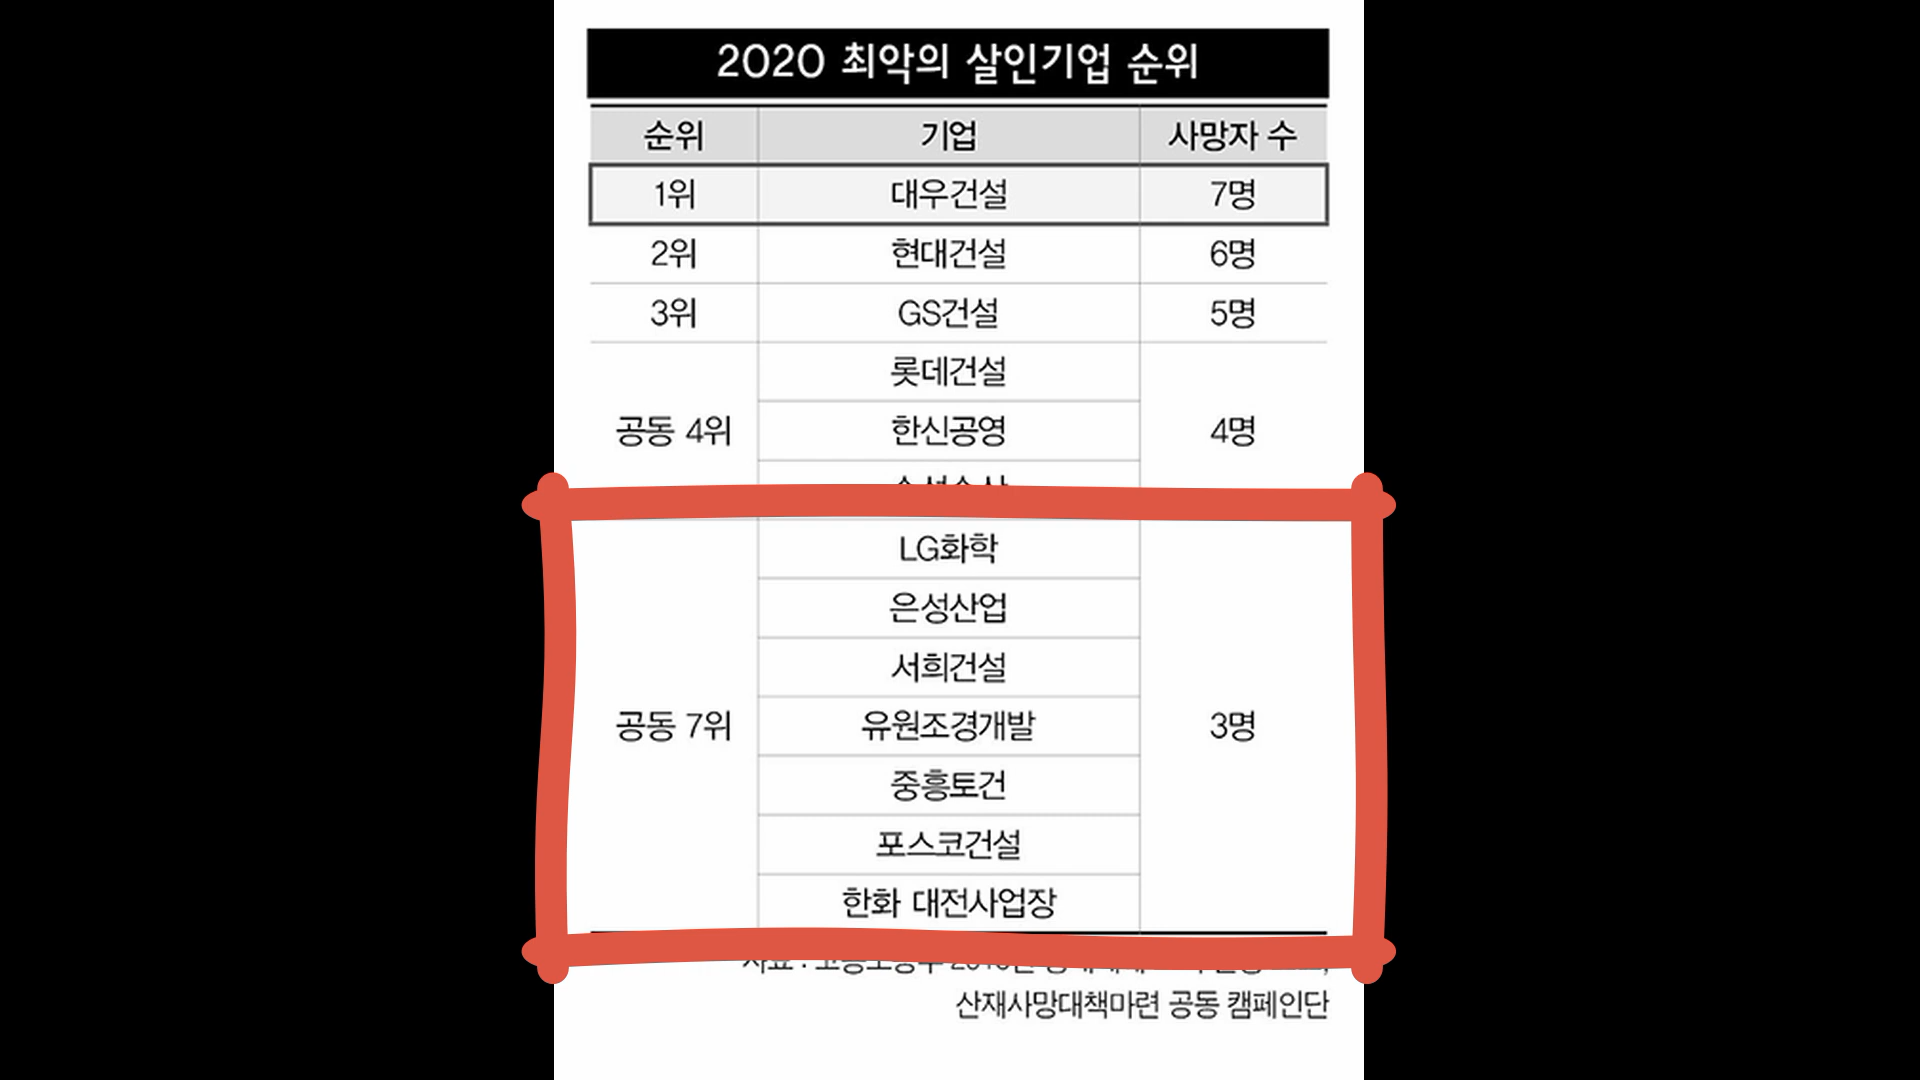 2020 최악의 살인기업 순위
순위 기업 사망자 수
1위 대우건설 7명
2위 현대건설 6명
3위 GS건설 5명
롯데건설
공동 4위 한신공영 4명
LG화학
은성산업
서희건설
공동 7위 유원조경개발 3명
중흥토건
포스코건설
한화 대전사업장
산재사망대책마련 공동 캠페인단